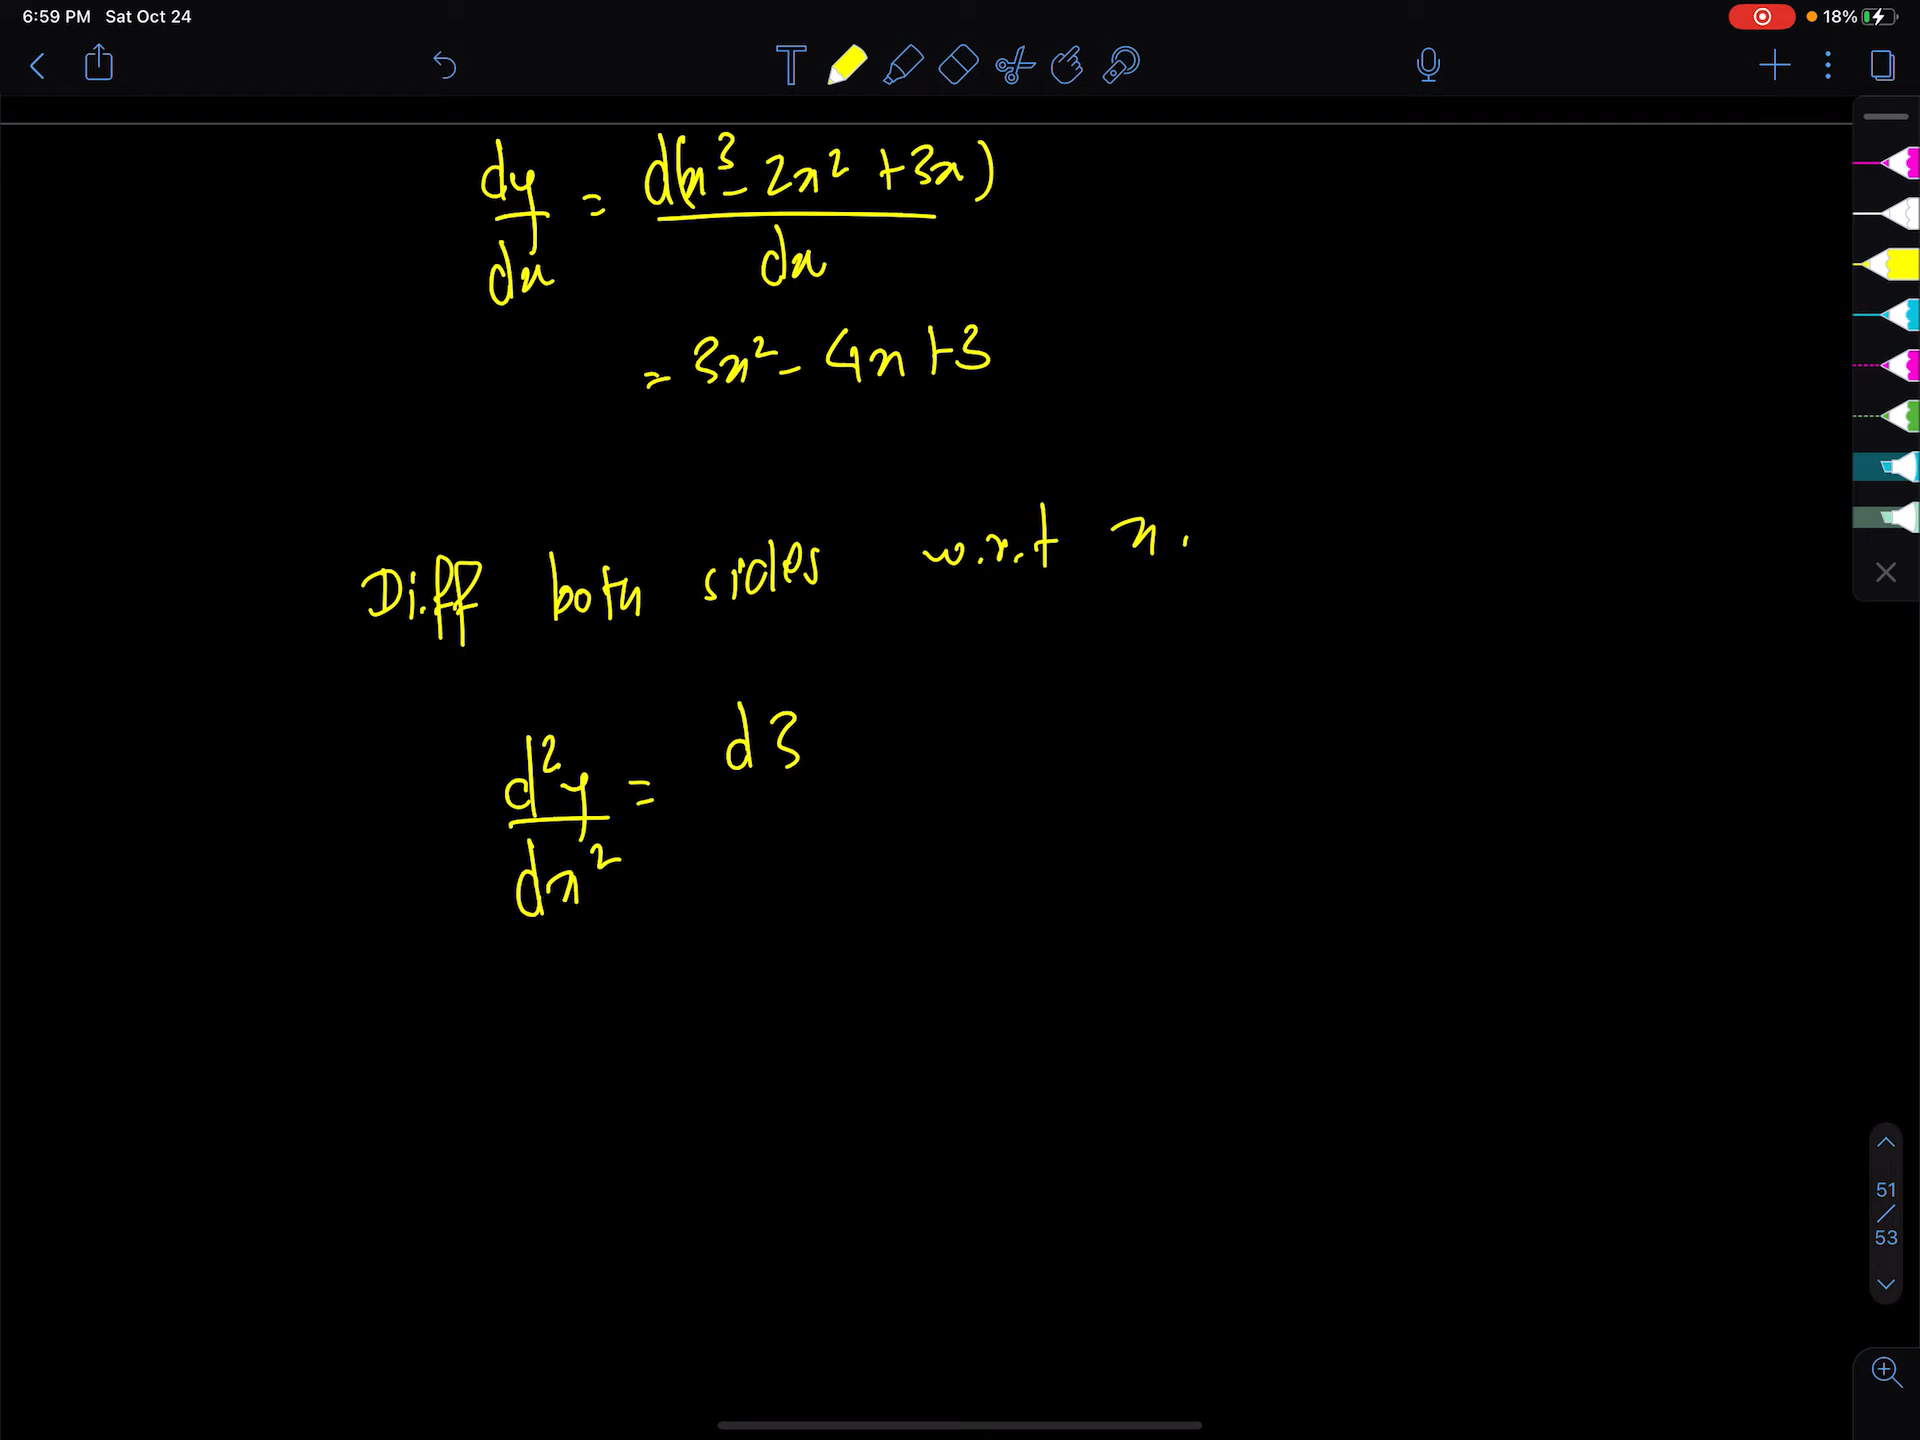 6:59 PM Sat Oct 24
18%
dy/dx = d(x³ - 2x² + 3x)/dx
= 3x² - 4x + 3
Diff both sides w.r.t x.
d²y/dx² = d3
51
/
53